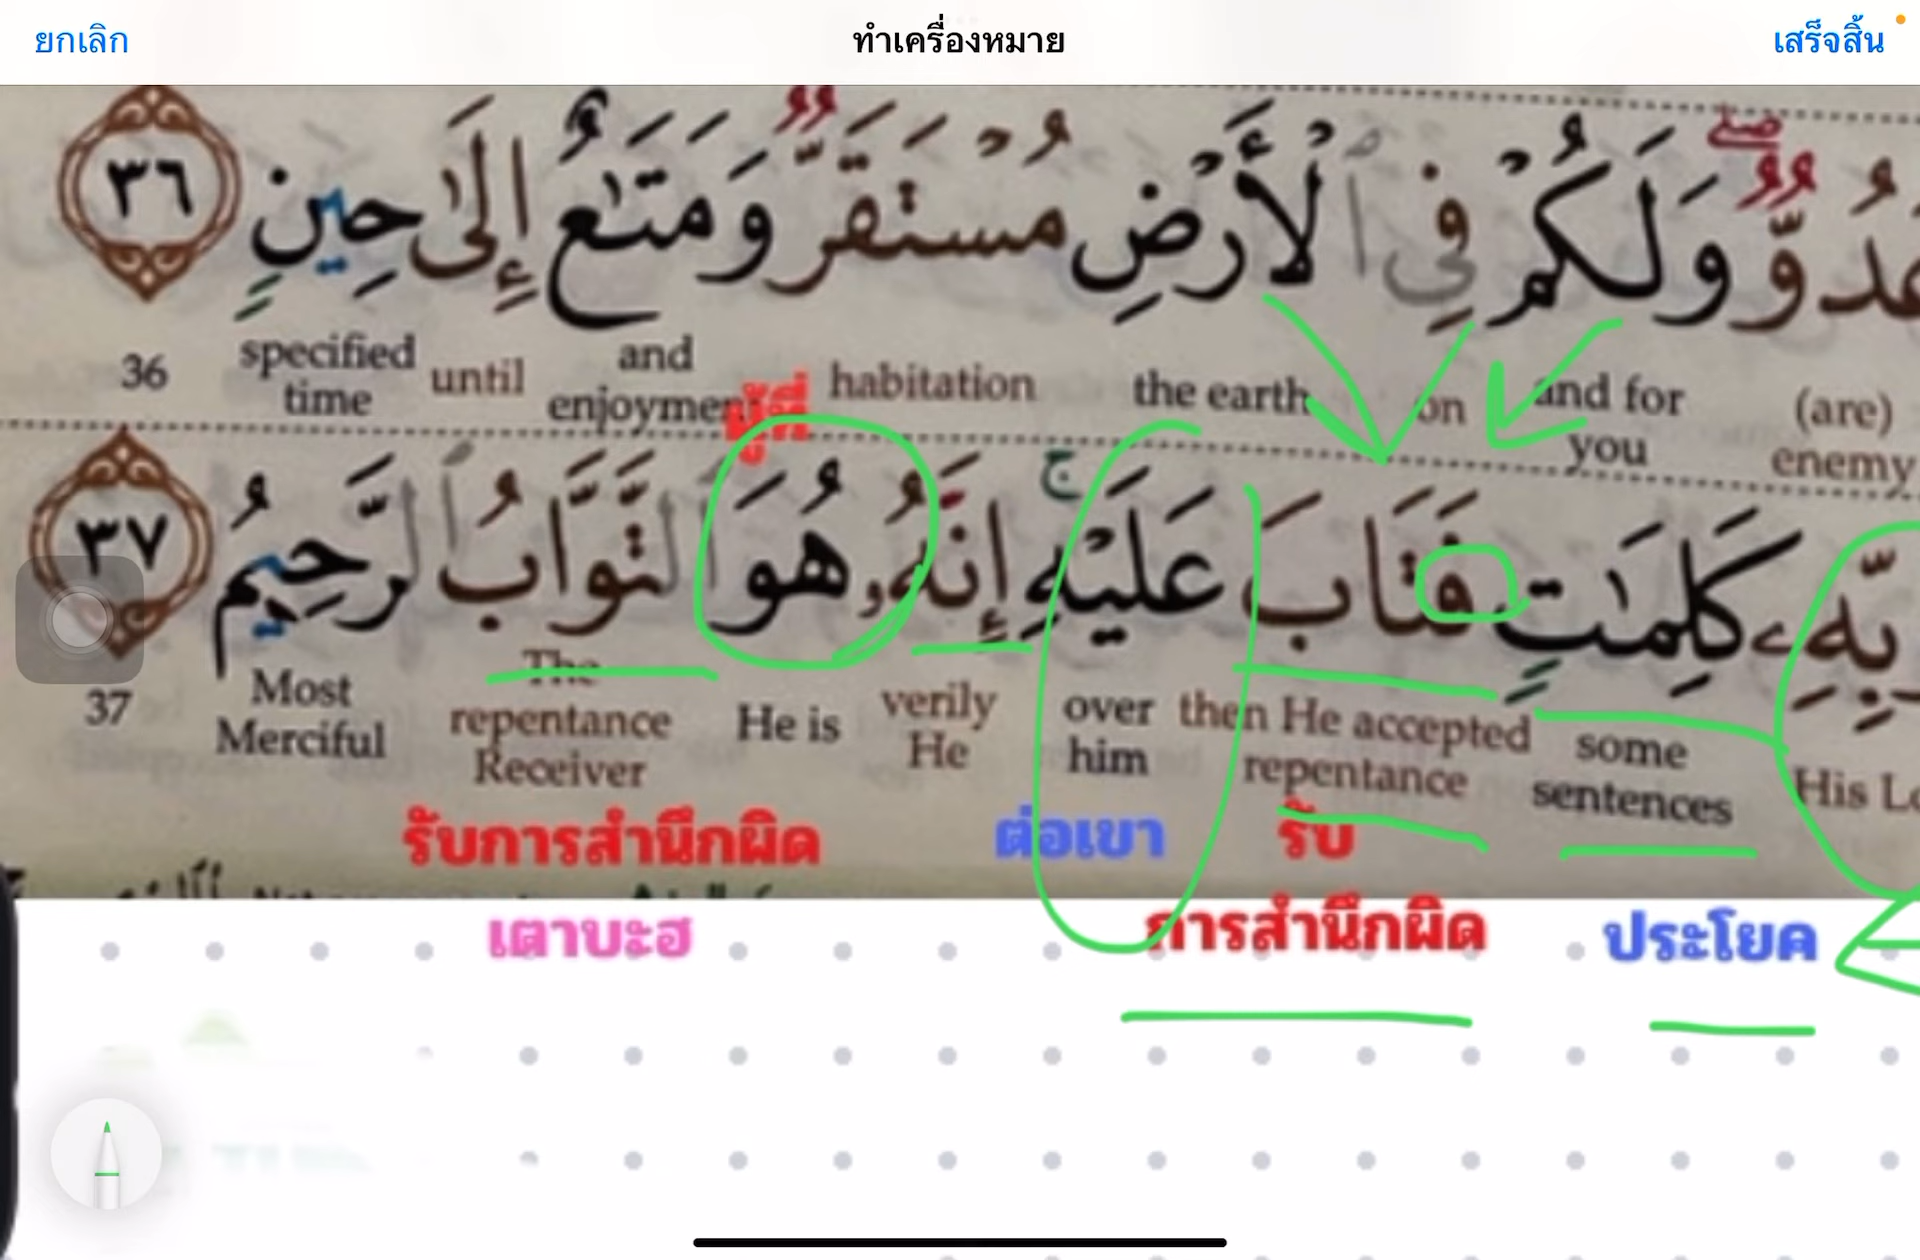 ยกเลิก ทำเครื่องหมาย เสร็จสิ้น
وَلَكُمْ فِي ٱلْأَرْضِ مُسْتَقَرٌّ وَمَتَـٰعٌ إِلَىٰ حِينٍ ٣٦
36 specified time until and enjoyment habitation the earth on and for you (are) enemy
ผู้ที่
كَلِمَـٰتٍ فَتَابَ عَلَيْهِ ۚ إِنَّهُۥ هُوَ ٱلتَّوَّابُ ٱلرَّحِيمُ ٣٧
37 Most Merciful The repentance Receiver He is verily He over him then He accepted repentance some sentences His
รับการสำนึกผิด ต่อเขา รับ
เตาบะฮ การสำนึกผิด ประโยค